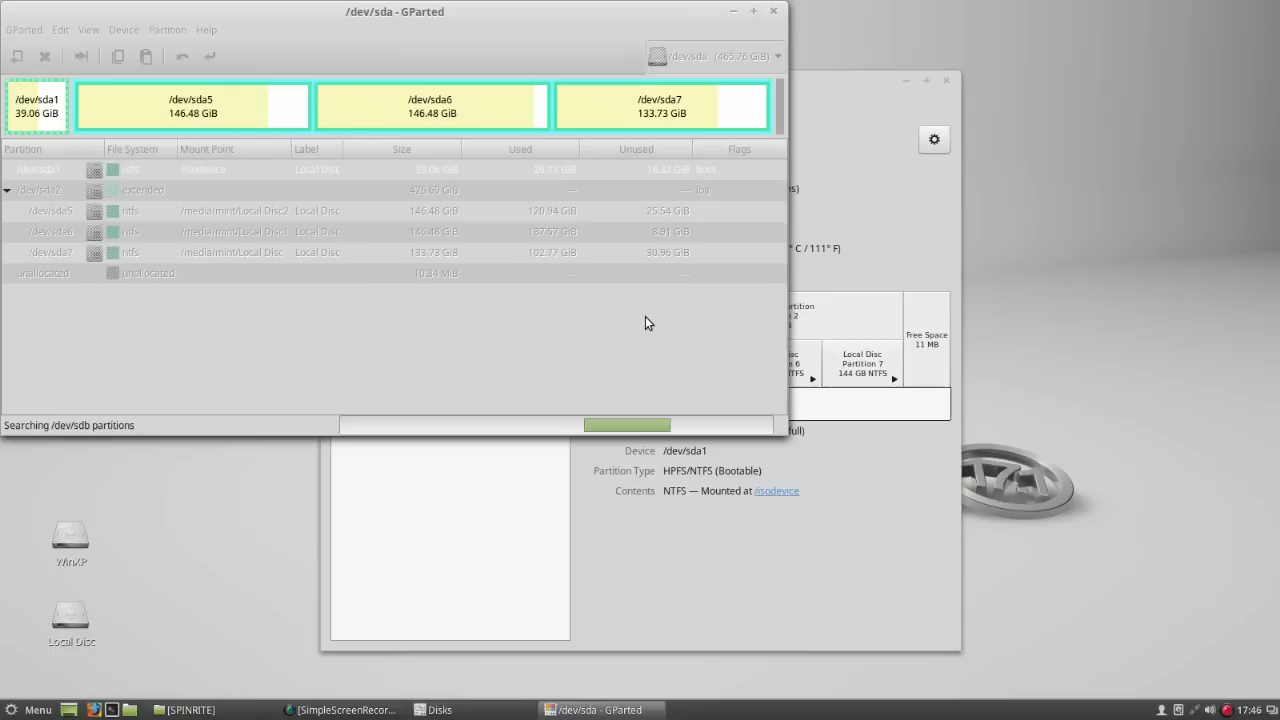 /dev/sda - GParted
GParted Edit View Device Partition Help
/dev/sda (465.76 GiB)
/dev/sda1
39.06 GiB
/dev/sda5
146.48 GiB
/dev/sda6
146.48 GiB
/dev/sda7
133.73 GiB
Partition File System Mount Point Label Size Used Unused Flags
/dev/sda1 ntfs /isodevice Local Disc 39.06 GiB 20.73 GiB 18.33 GiB boot
/dev/sda2 extended 426.69 GiB --- --- lba
/dev/sda5 ntfs /media/mint/Local Disc2 Local Disc 146.48 GiB 120.94 GiB 25.54 GiB
/dev/sda6 ntfs /media/mint/Local Disc1 Local Disc 146.48 GiB 137.57 GiB 8.91 GiB
/dev/sda7 ntfs /media/mint/Local Disc Local Disc 133.73 GiB 102.77 GiB 30.96 GiB
unallocated unallocated 10.34 MiB --- ---
Searching /dev/sdb partitions
° C / 111° F)
Free Space
11 MB
Local Disc
Partition 7
144 GB NTFS
full)
Device /dev/sda1
Partition Type HPFS/NTFS (Bootable)
Contents NTFS — Mounted at /isodevice
17.1
WinXP
Local Disc
Menu [SPINRITE] [SimpleScreenRecor... Disks /dev/sda - GParted 17:46